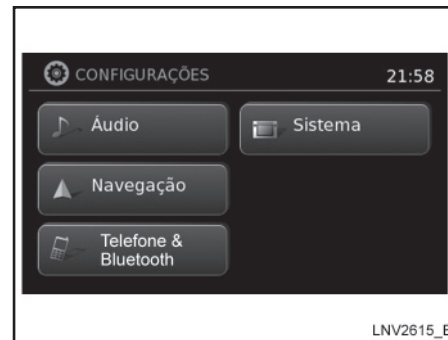 CONFIGURAÇÕES 21:58
Áudio
Sistema
Navegação
Telefone &
Bluetooth